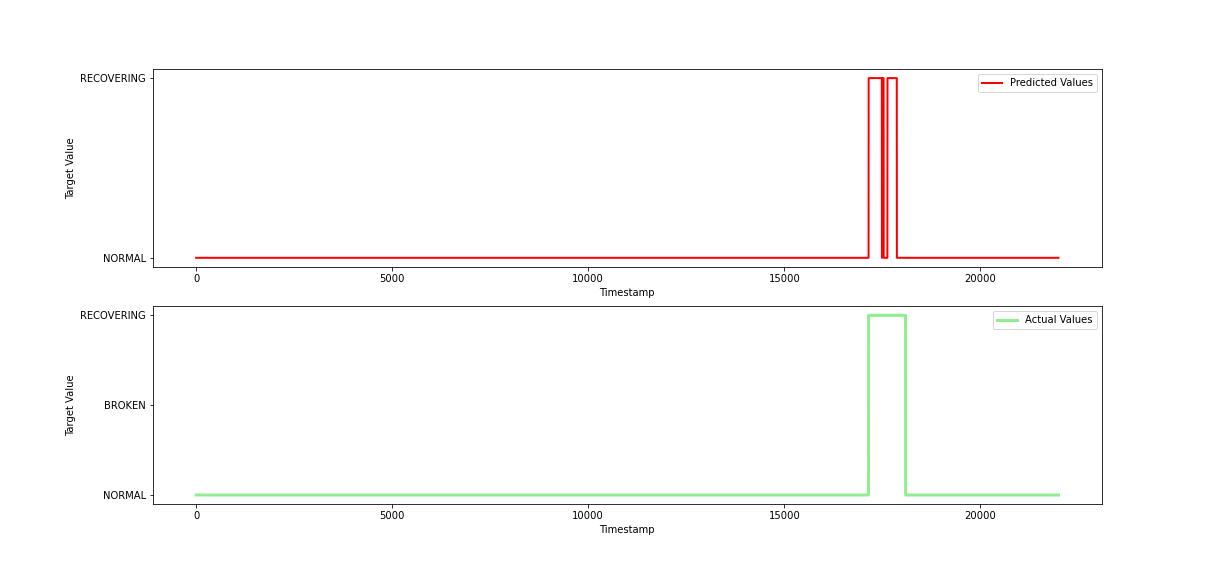 RECOVERING
Predicted Values
Target Value
NORMAL
0 5000 10000 15000 20000
Timestamp
RECOVERING
Actual Values
Target Value
BROKEN
NORMAL
0 5000 10000 15000 20000
Timestamp